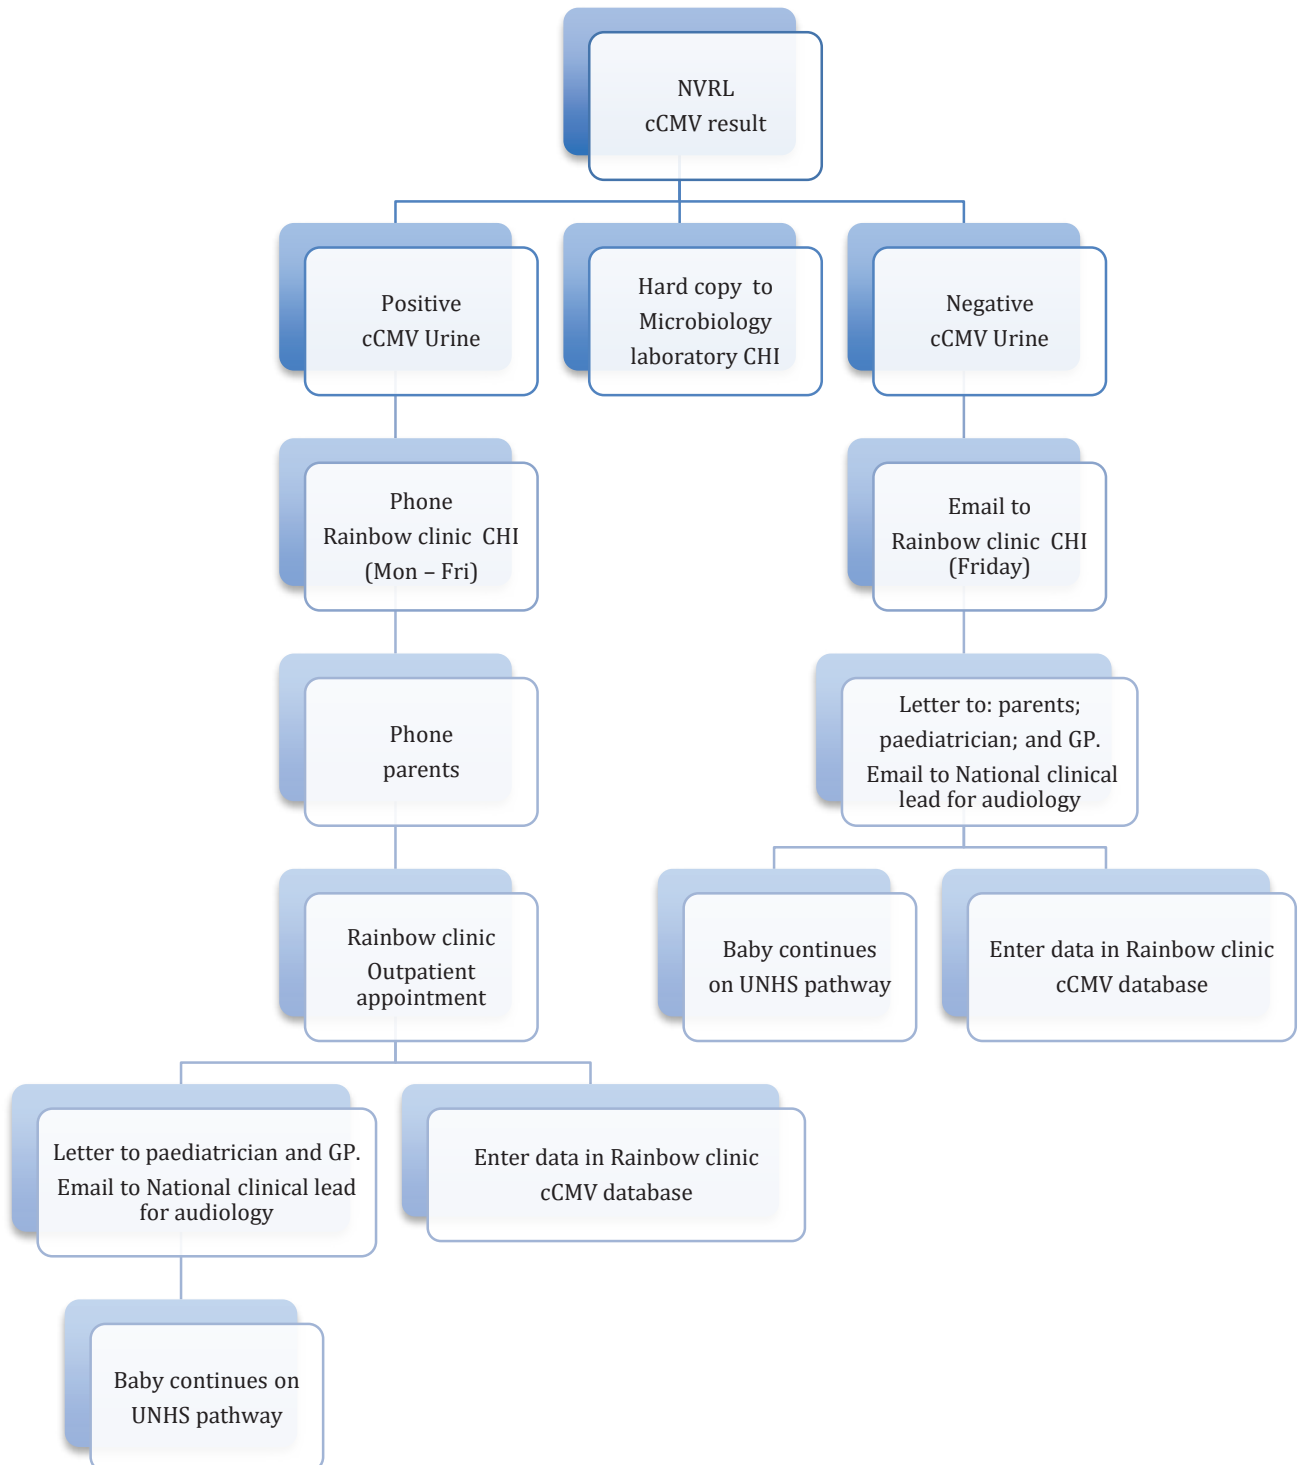 NVRL
cCMV result
Positive
cCMV Urine
Hard copy to
Microbiology
laboratory CHI
Negative
cCMV Urine
Phone
Rainbow clinic CHI
(Mon – Fri)
Email to
Rainbow clinic CHI
(Friday)
Phone
parents
Letter to: parents;
paediatrician; and GP.
Email to National clinical
lead for audiology
Rainbow clinic
Outpatient
appointment
Baby continues
on UNHS pathway
Enter data in Rainbow clinic
cCMV database
Letter to paediatrician and GP.
Email to National clinical lead
for audiology
Enter data in Rainbow clinic
cCMV database
Baby continues on
UNHS pathway